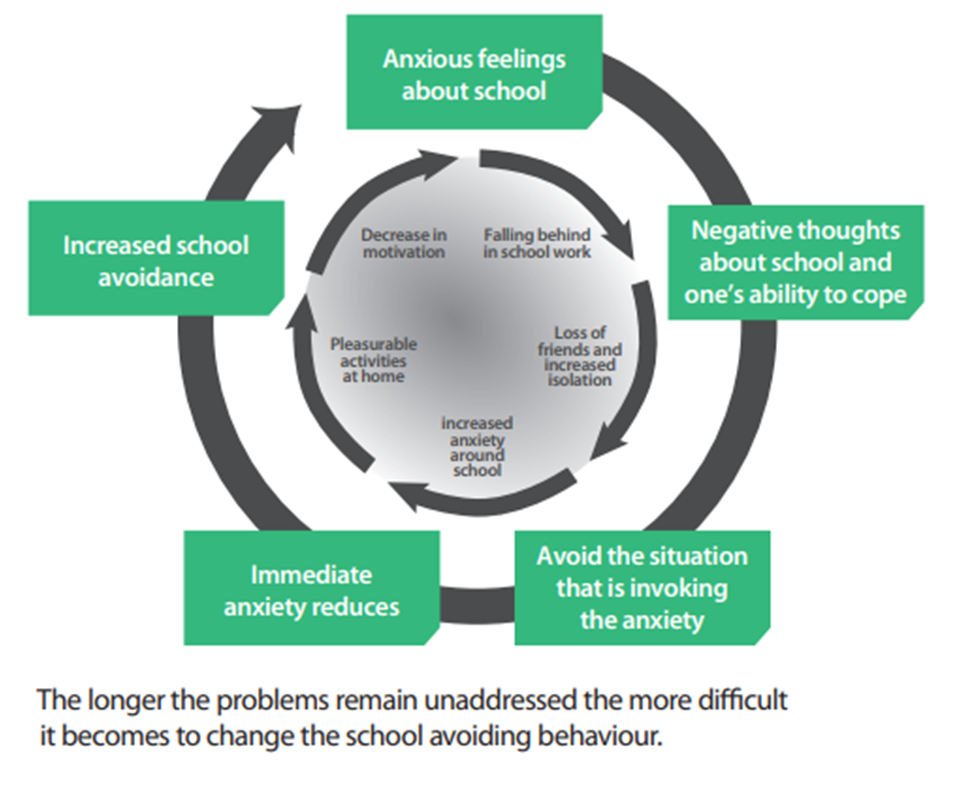 Anxious feelings
about school
Negative thoughts
about school and
one's ability to cope
Avoid the situation
that is invoking
the anxiety
Immediate
anxiety reduces
Increased school
avoidance
Falling behind
in school work
Loss of
friends and
increased
isolation
increased
anxiety
around
school
Pleasurable
activities
at home
Decrease in
motivation
The longer the problems remain unaddressed the more difficult
it becomes to change the school avoiding behaviour.